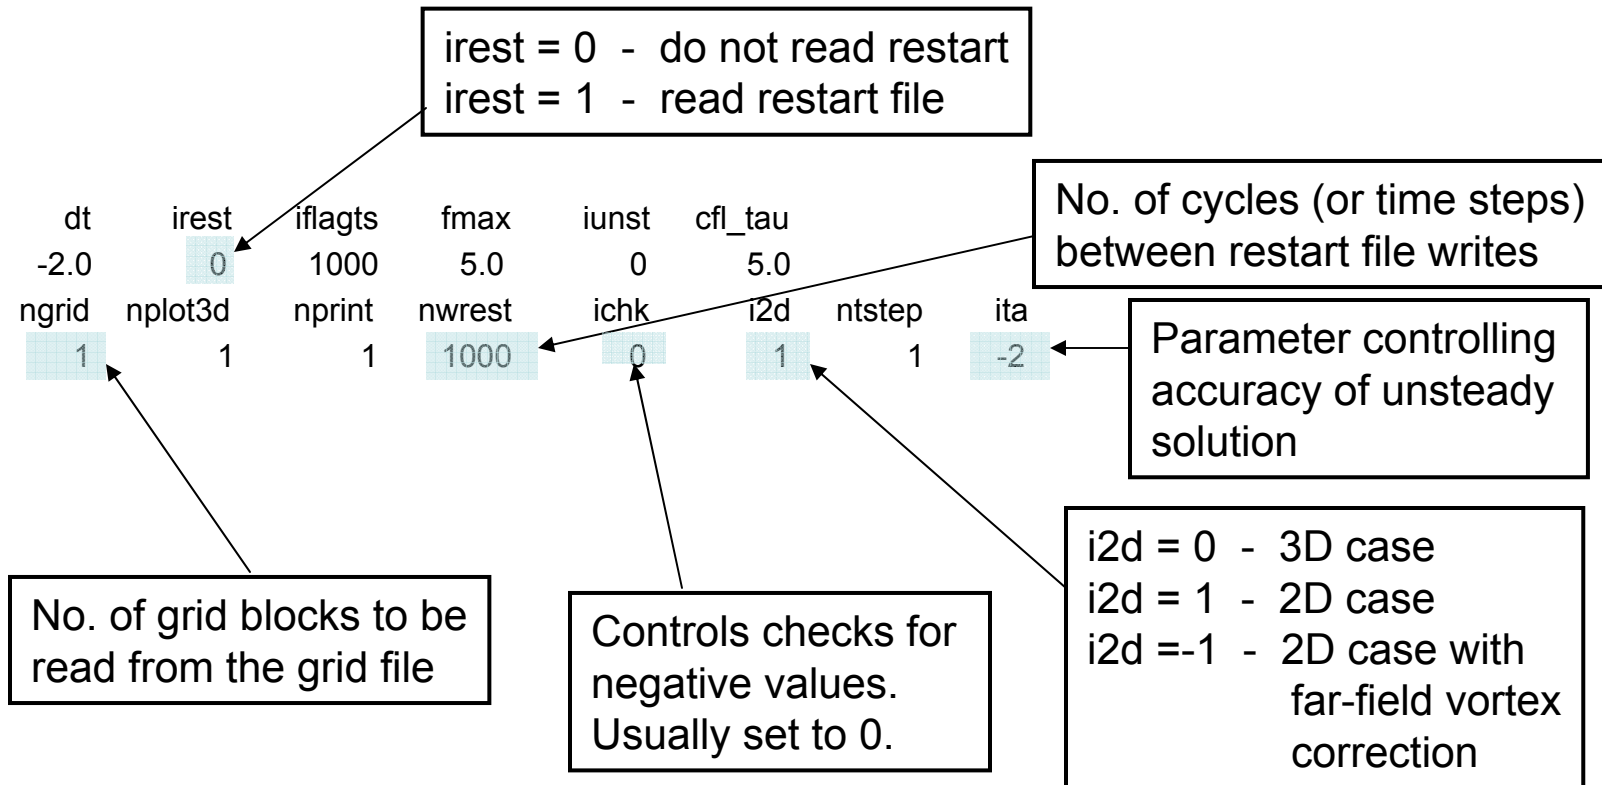 irest = 0 - do not read restart
irest = 1 - read restart file
No. of cycles (or time steps)
between restart file writes
dt irest iflagts fmax iunst cfl_tau
-2.0 0 1000 5.0 0 5.0
ngrid nplot3d nprint nwrest ichk i2d ntstep ita
1 1 1 1000 0 1 1 -2
Parameter controlling
accuracy of unsteady
solution
No. of grid blocks to be
read from the grid file
Controls checks for
negative values.
Usually set to 0.
i2d = 0 - 3D case
i2d = 1 - 2D case
i2d =-1 - 2D case with
far-field vortex
correction